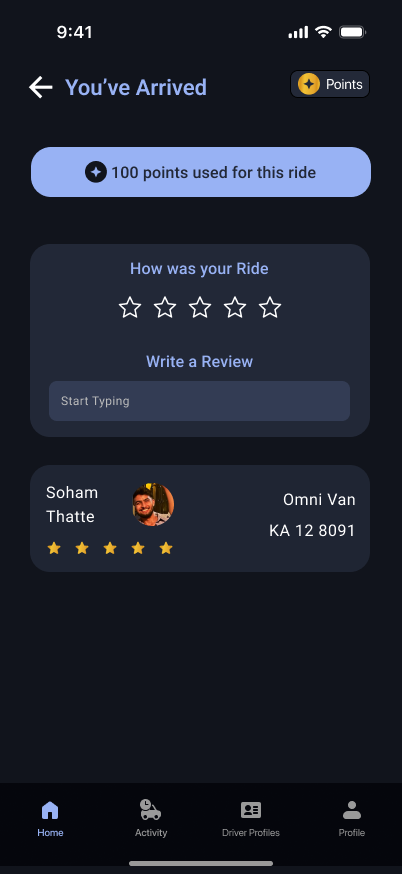 9:41
You’ve Arrived
Points
100 points used for this ride
How was your Ride
Write a Review
Start Typing
Soham
Thatte
Omni Van
KA 12 8091
Home
Activity
Driver Profiles
Profile